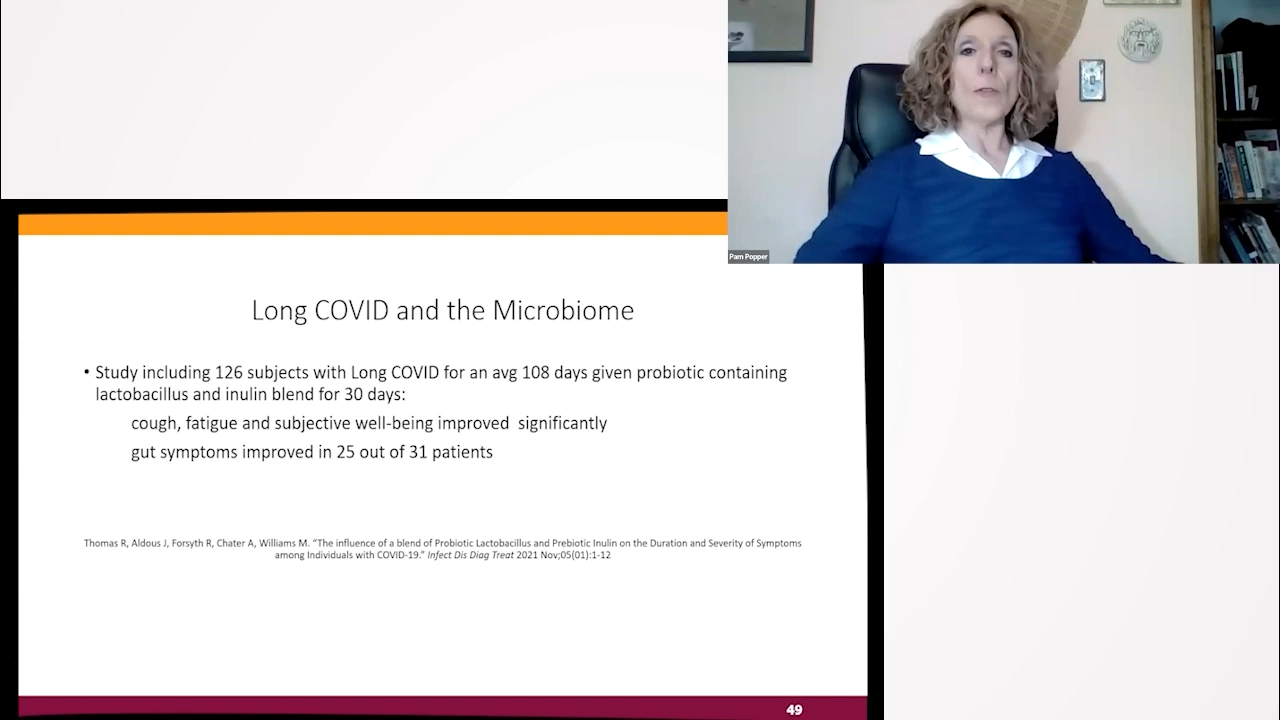 Pam Popper
Long COVID and the Microbiome
• Study including 126 subjects with Long COVID for an avg 108 days given probiotic containing
lactobacillus and inulin blend for 30 days:
cough, fatigue and subjective well-being improved  significantly
gut symptoms improved in 25 out of 31 patients
Thomas R, Aldous J, Forsyth R, Chater A, Williams M. “The influence of a blend of Probiotic Lactobacillus and Prebiotic Inulin on the Duration and Severity of Symptoms
among Individuals with COVID-19.” Infect Dis Diag Treat 2021 Nov;05(01):1-12
49